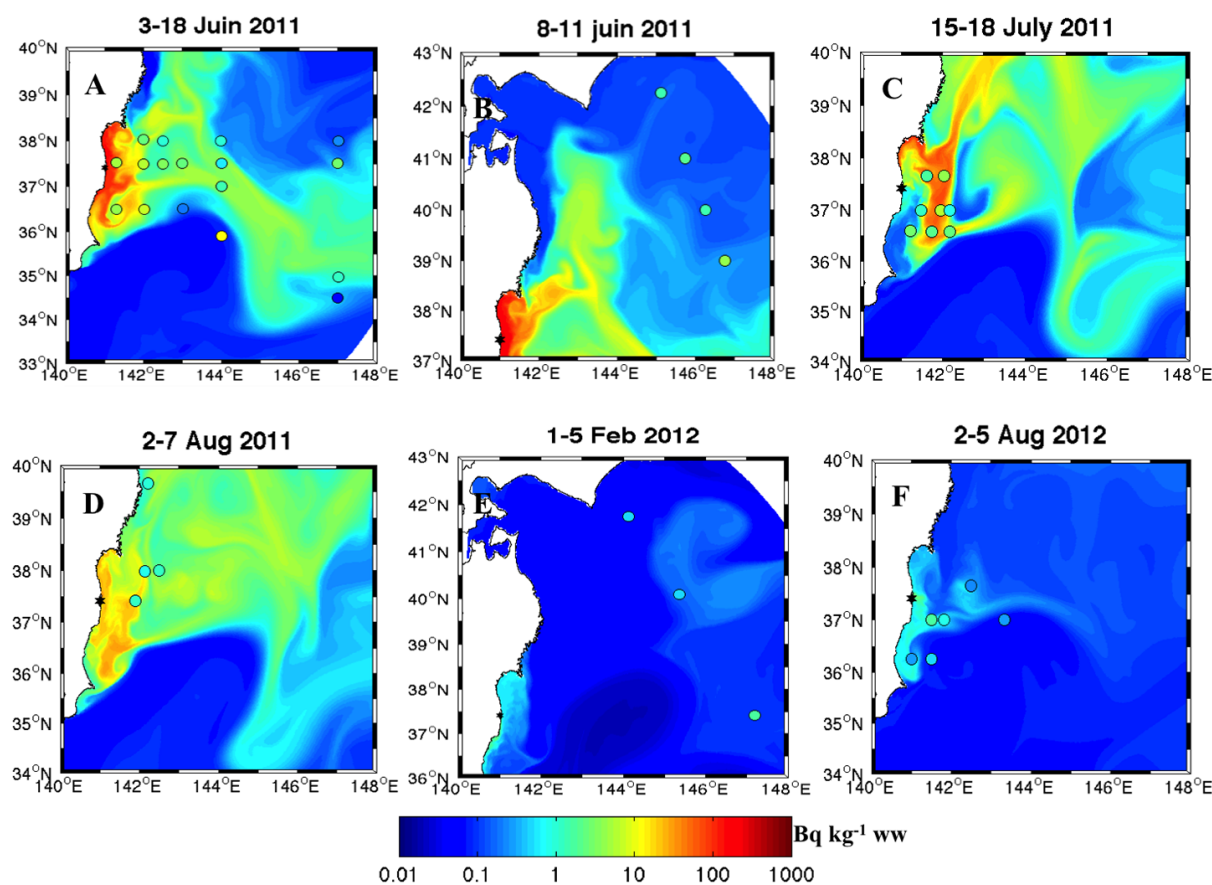 3-18 Juin 2011
A
40°N
39°N
38°N
37°N
36°N
35°N
34°N
33°N
140°E 142°E 144°E 146°E 148°E
8-11 juin 2011
B
43°N
42°N
41°N
40°N
39°N
38°N
37°N
140°E 142°E 144°E 146°E 148°E
15-18 July 2011
C
40°N
39°N
38°N
37°N
36°N
35°N
34°N
140°E 142°E 144°E 146°E 148°E
2-7 Aug 2011
D
40°N
39°N
38°N
37°N
36°N
35°N
34°N
140°E 142°E 144°E 146°E 148°E
1-5 Feb 2012
E
43°N
42°N
41°N
40°N
39°N
38°N
37°N
36°N
140°E 142°E 144°E 146°E 148°E
2-5 Aug 2012
F
40°N
39°N
38°N
37°N
36°N
35°N
34°N
140°E 142°E 144°E 146°E 148°E
Bq kg⁻¹ ww
0.01 0.1 1 10 100 1000